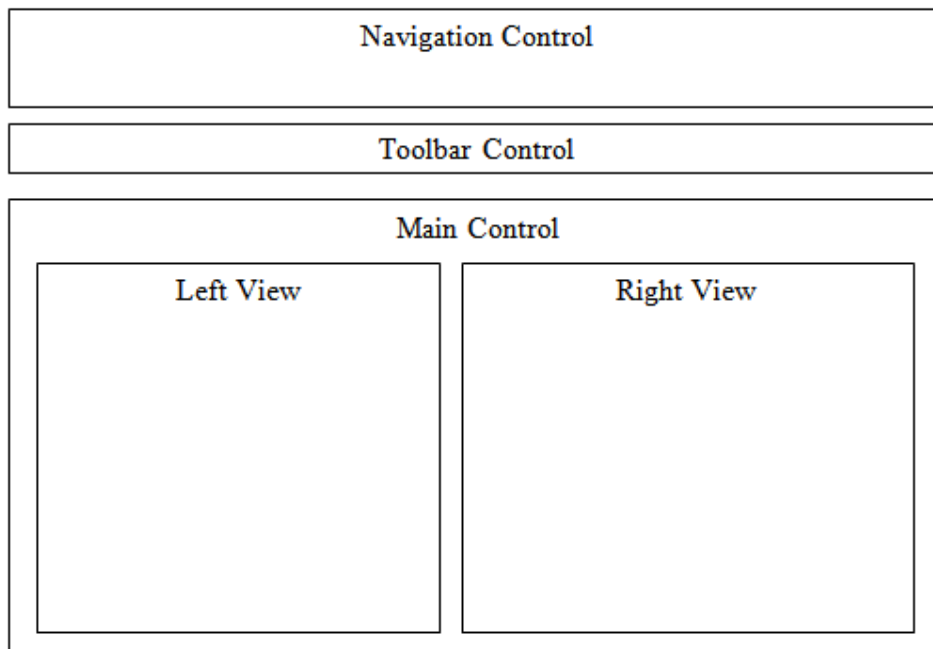 Navigation Control
Toolbar Control
Main Control
Left View
Right View